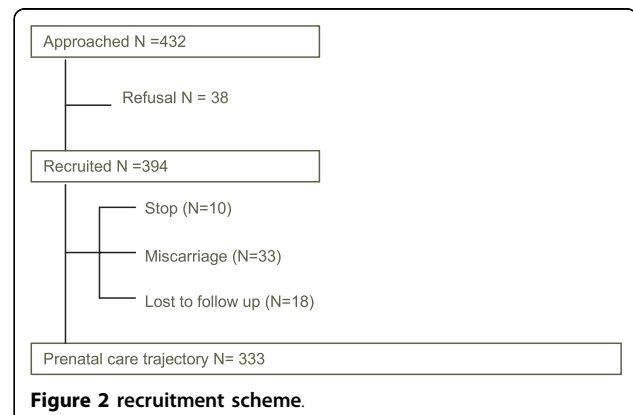 Approached N =432
Refusal N = 38
Recruited N =394
Stop (N=10)
Miscarriage (N=33)
Lost to follow up (N=18)
Prenatal care trajectory N= 333
Figure 2 recruitment scheme.